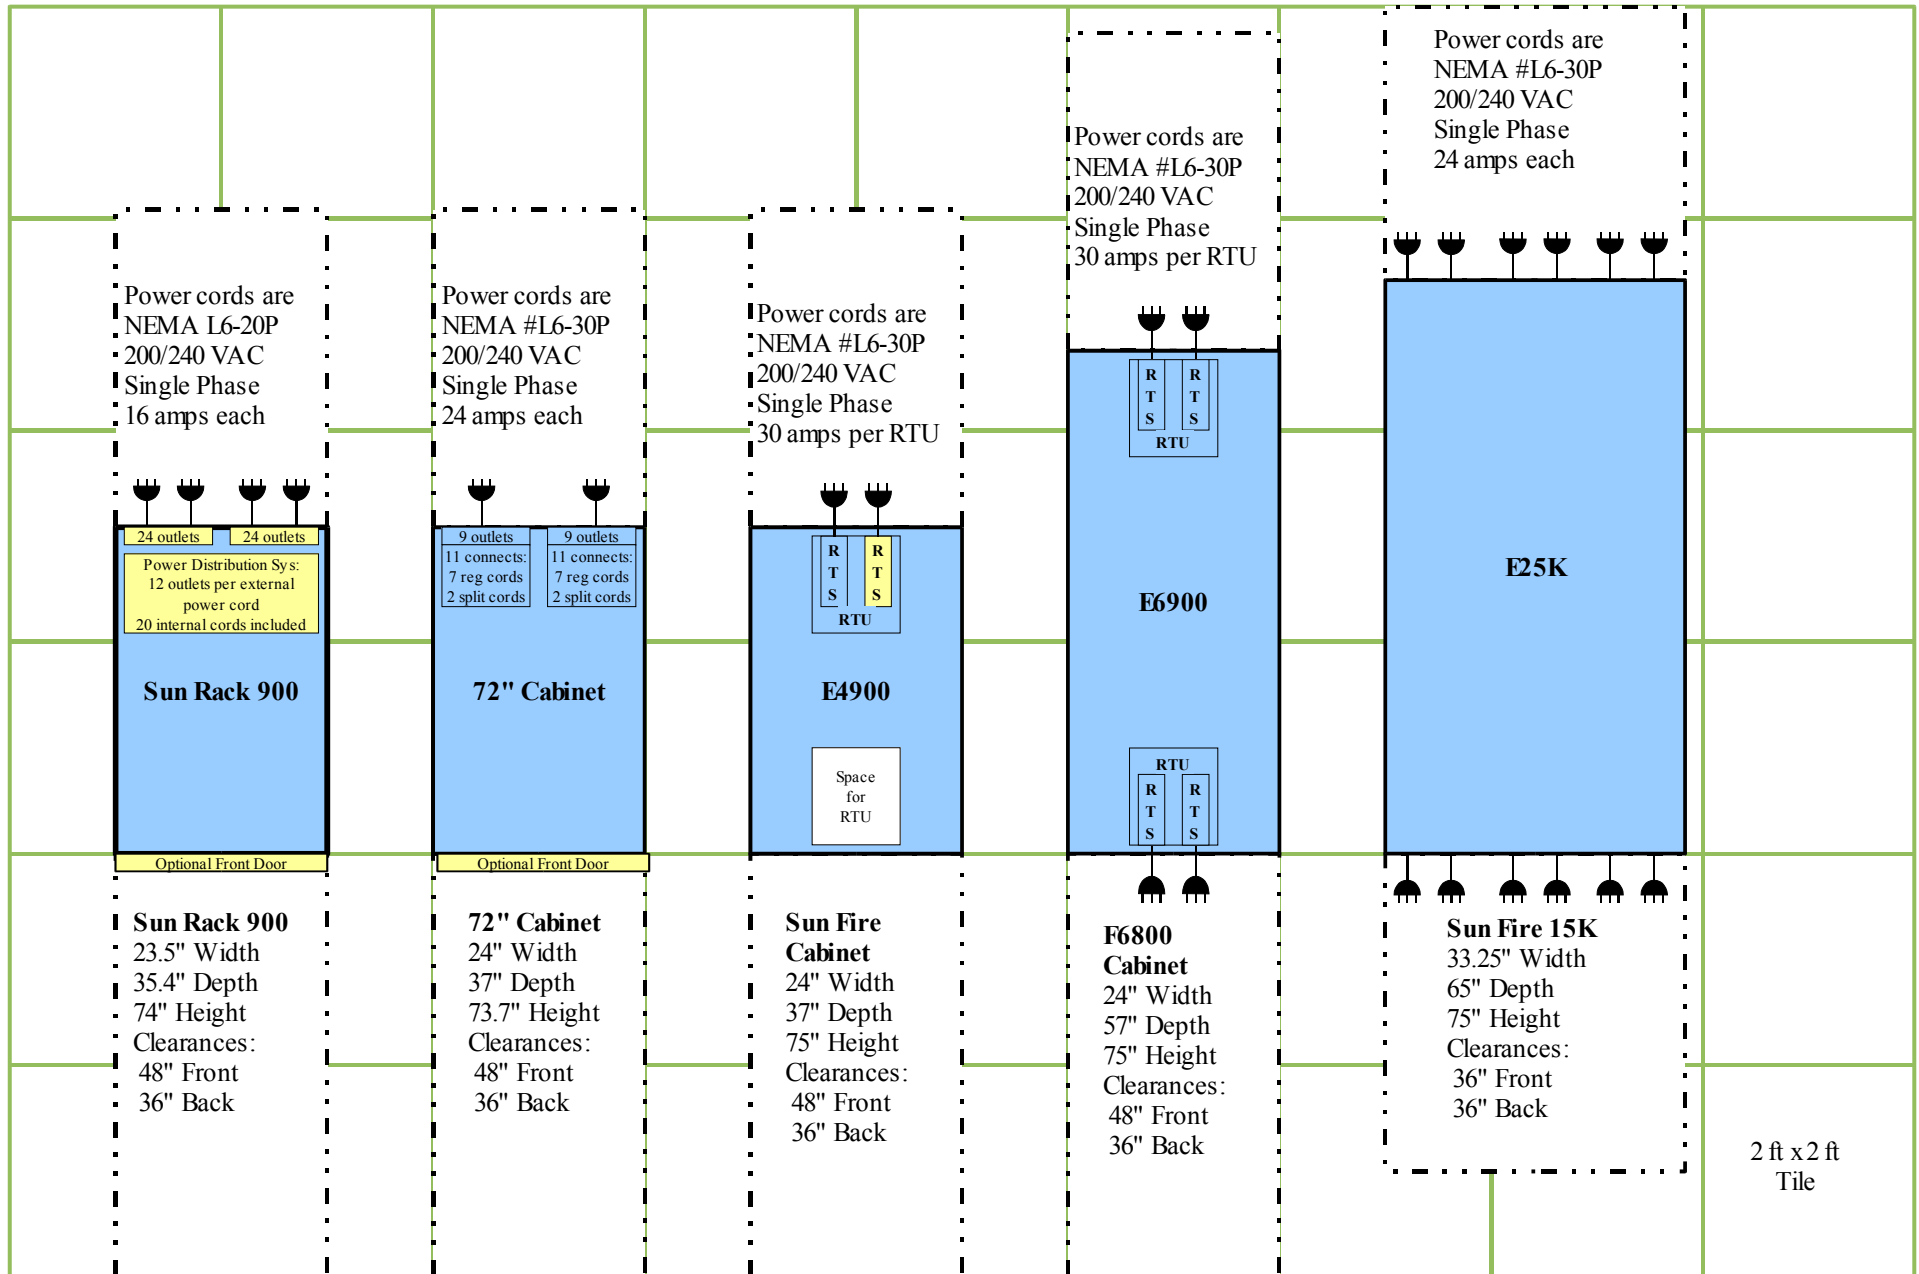 Power cords are
NEMA L6-20P
200/240 VAC
Single Phase
16 amps each
24 outlets
24 outlets
Power Distribution Sys:
12 outlets per external
power cord
20 internal cords included
Sun Rack 900
Optional Front Door
Sun Rack 900
23.5" Width
35.4" Depth
74" Height
Clearances:
48" Front
36" Back
Power cords are
NEMA #L6-30P
200/240 VAC
Single Phase
24 amps each
9 outlets
11 connects:
7 reg cords
2 split cords
9 outlets
11 connects:
7 reg cords
2 split cords
72" Cabinet
Optional Front Door
72" Cabinet
24" Width
37" Depth
73.7" Height
Clearances:
48" Front
36" Back
Power cords are
NEMA #L6-30P
200/240 VAC
Single Phase
30 amps per RTU
R
T
S
R
T
S
RTU
E4900
Space
for
RTU
Sun Fire
Cabinet
24" Width
37" Depth
75" Height
Clearances:
48" Front
36" Back
Power cords are
NEMA #L6-30P
200/240 VAC
Single Phase
30 amps per RTU
R
T
S
R
T
S
RTU
E6900
RTU
R
T
S
R
T
S
F6800
Cabinet
24" Width
57" Depth
75" Height
Clearances:
48" Front
36" Back
Power cords are
NEMA #L6-30P
200/240 VAC
Single Phase
24 amps each
E25K
Sun Fire 15K
33.25" Width
65" Depth
75" Height
Clearances:
36" Front
36" Back
2 ft x 2 ft
Tile